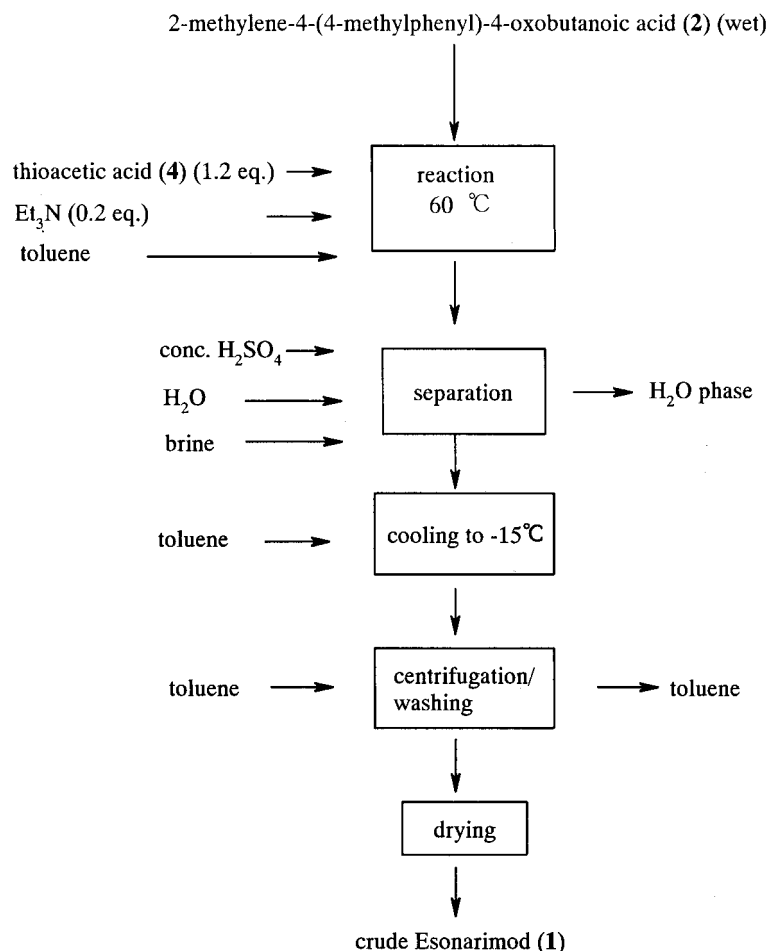 2-methylene-4-(4-methylphenyl)-4-oxobutanoic acid (2) (wet)
thioacetic acid (4) (1.2 eq.)
reaction
60 ℃
Et₃N (0.2 eq.)
toluene
conc. H₂SO₄
H₂O
separation
H₂O phase
brine
toluene
cooling to -15℃
toluene
centrifugation/
washing
toluene
drying
crude Esonarimod (1)